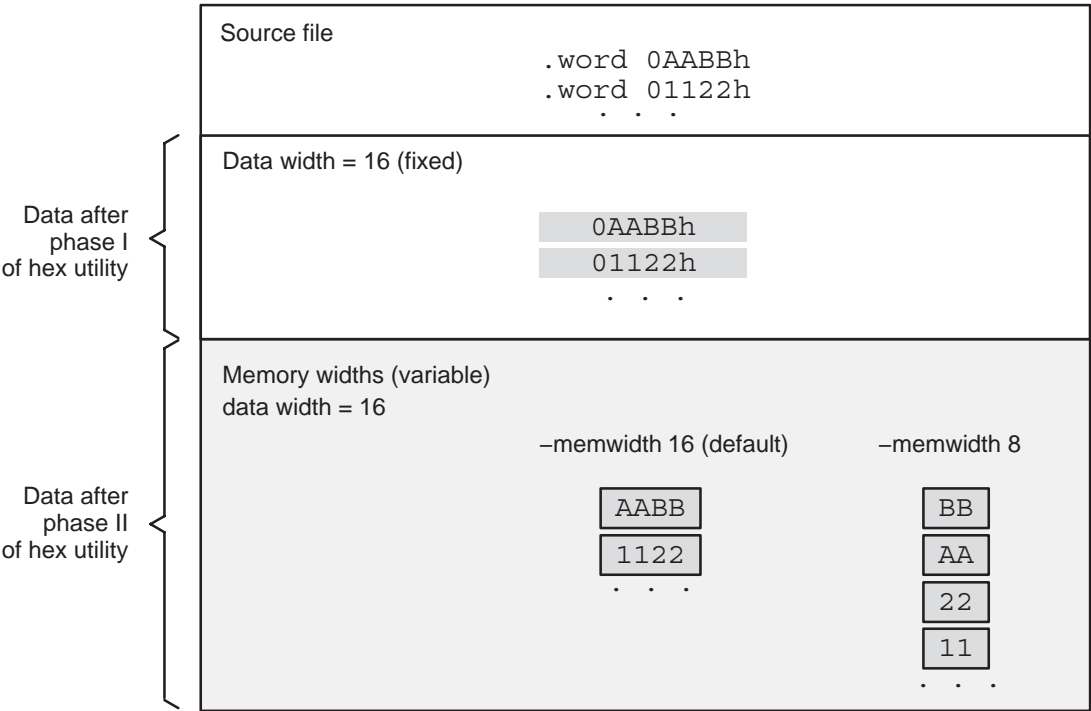 Source file
.word 0AABBh
.word 01122h
. . .
Data width = 16 (fixed)
Data after
phase I
of hex utility
0AABBh
01122h
. . .
Memory widths (variable)
data width = 16
−memwidth 16 (default)
−memwidth 8
Data after
phase II
of hex utility
AABB
1122
. . .
BB
AA
22
11
. . .